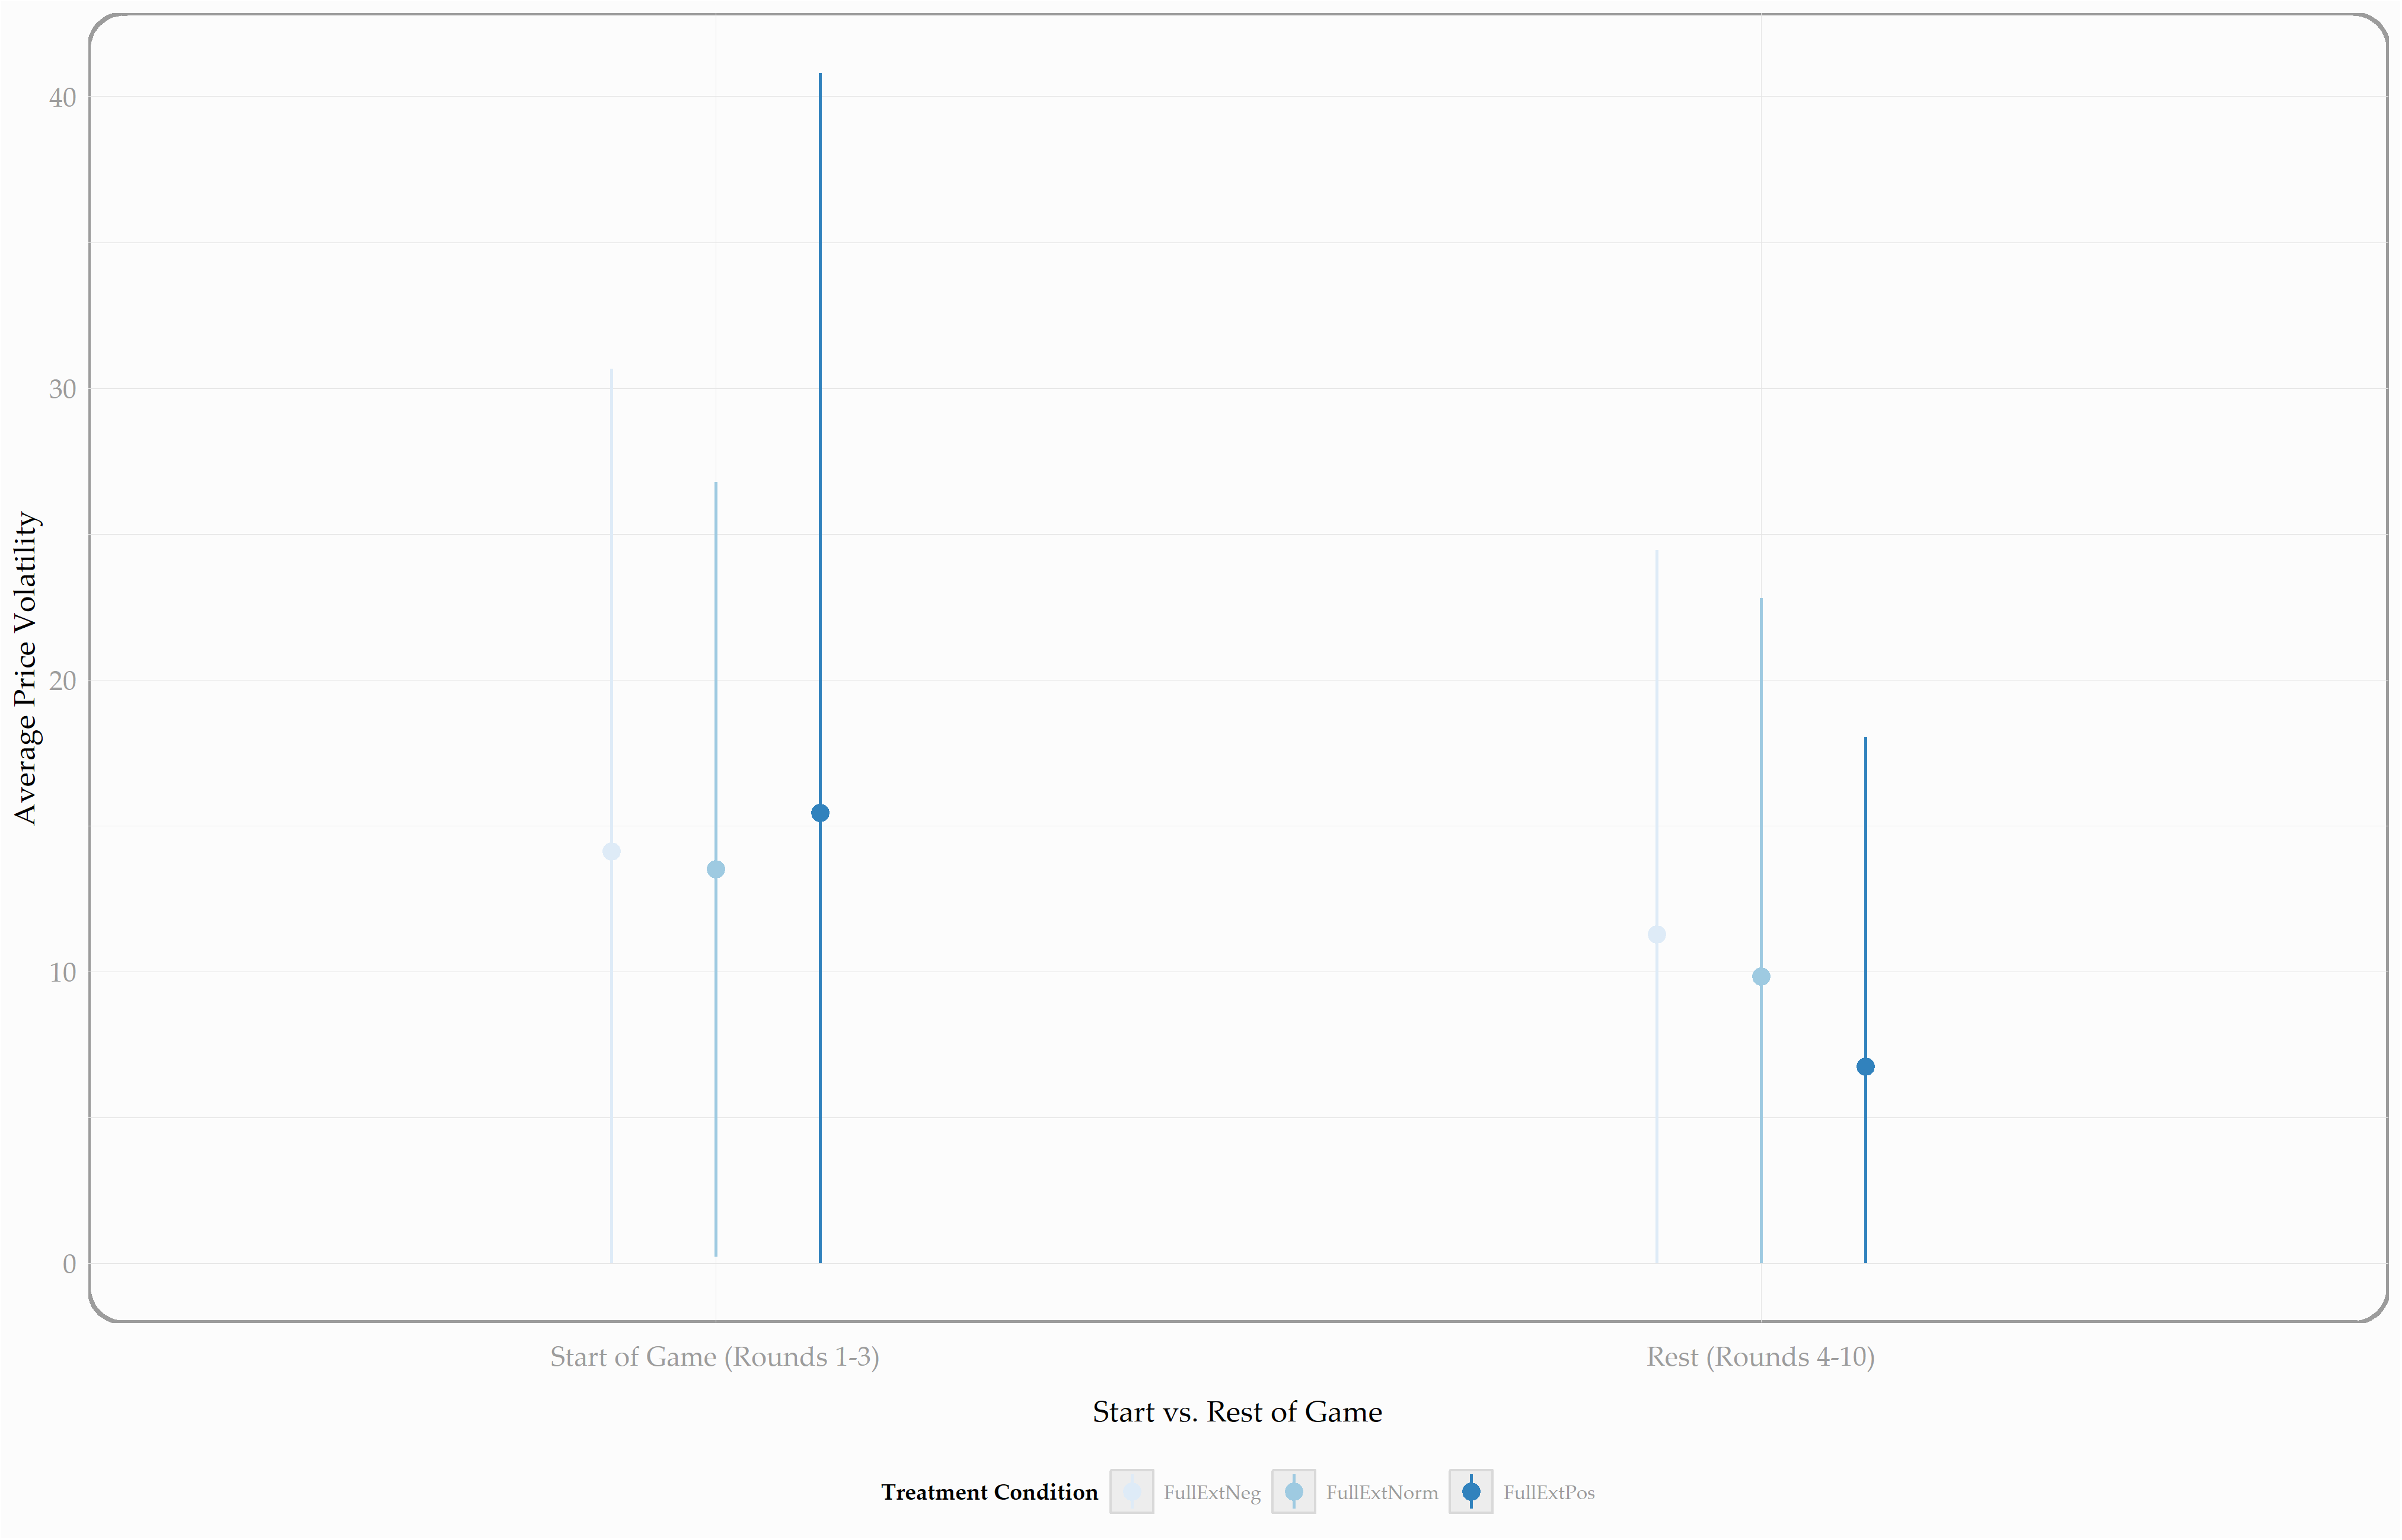 Average Price Volatility
40
30
20
10
0
Start of Game (Rounds 1-3)
Rest (Rounds 4-10)
Start vs. Rest of Game
Treatment Condition FullExtNeg FullExtNorm FullExtPos